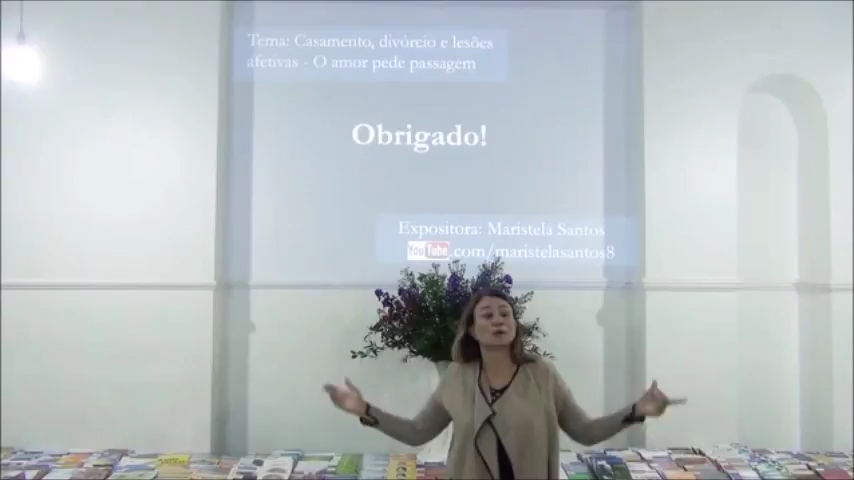 Tema: Casamento, divórcio e lesões
afetivas - O amor pede passagem
Obrigado!
Expositora: Maristela Santos
YouTube.com/maristelasantos8